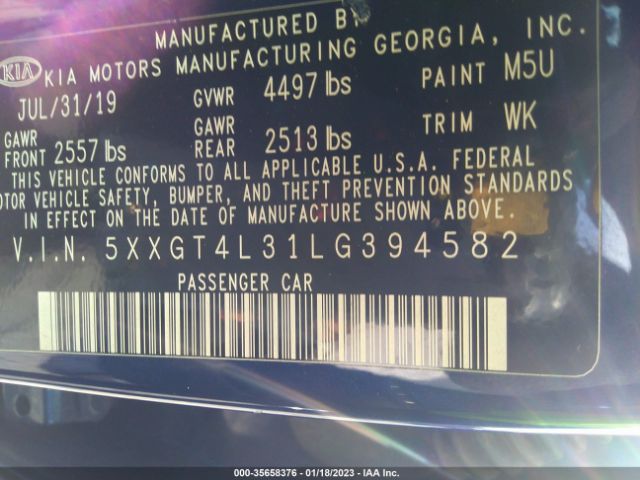 MANUFACTURED BY
KIA KIA MOTORS MANUFACTURING GEORGIA, INC.
JUL/31/19 GVWR 4497 lbs PAINT M5U
GAWR FRONT 2557 lbs GAWR REAR 2513 lbs TRIM WK
THIS VEHICLE CONFORMS TO ALL APPLICABLE U.S.A. FEDERAL
MOTOR VEHICLE SAFETY, BUMPER, AND THEFT PREVENTION STANDARDS
IN EFFECT ON THE DATE OF MANUFACTURE SHOWN ABOVE.
V.I.N. 5XXGT4L31LG394582
PASSENGER CAR
000-35658376 - 01/18/2023 - IAA Inc.